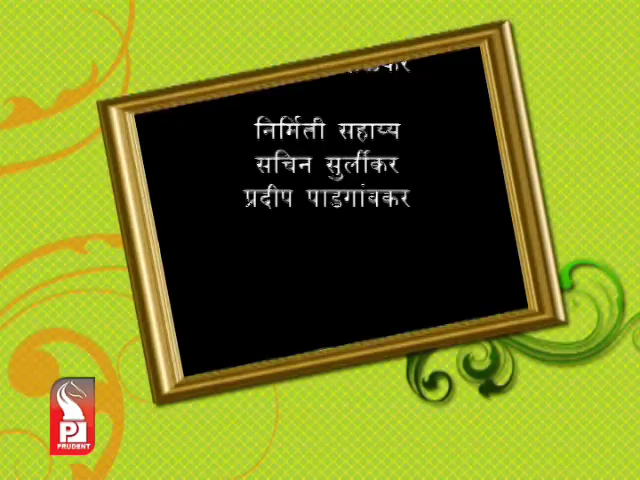 निर्मिती सहाय्य
सचिन सुर्लीकर
प्रदीप पाडगांवकर
PRUDENT